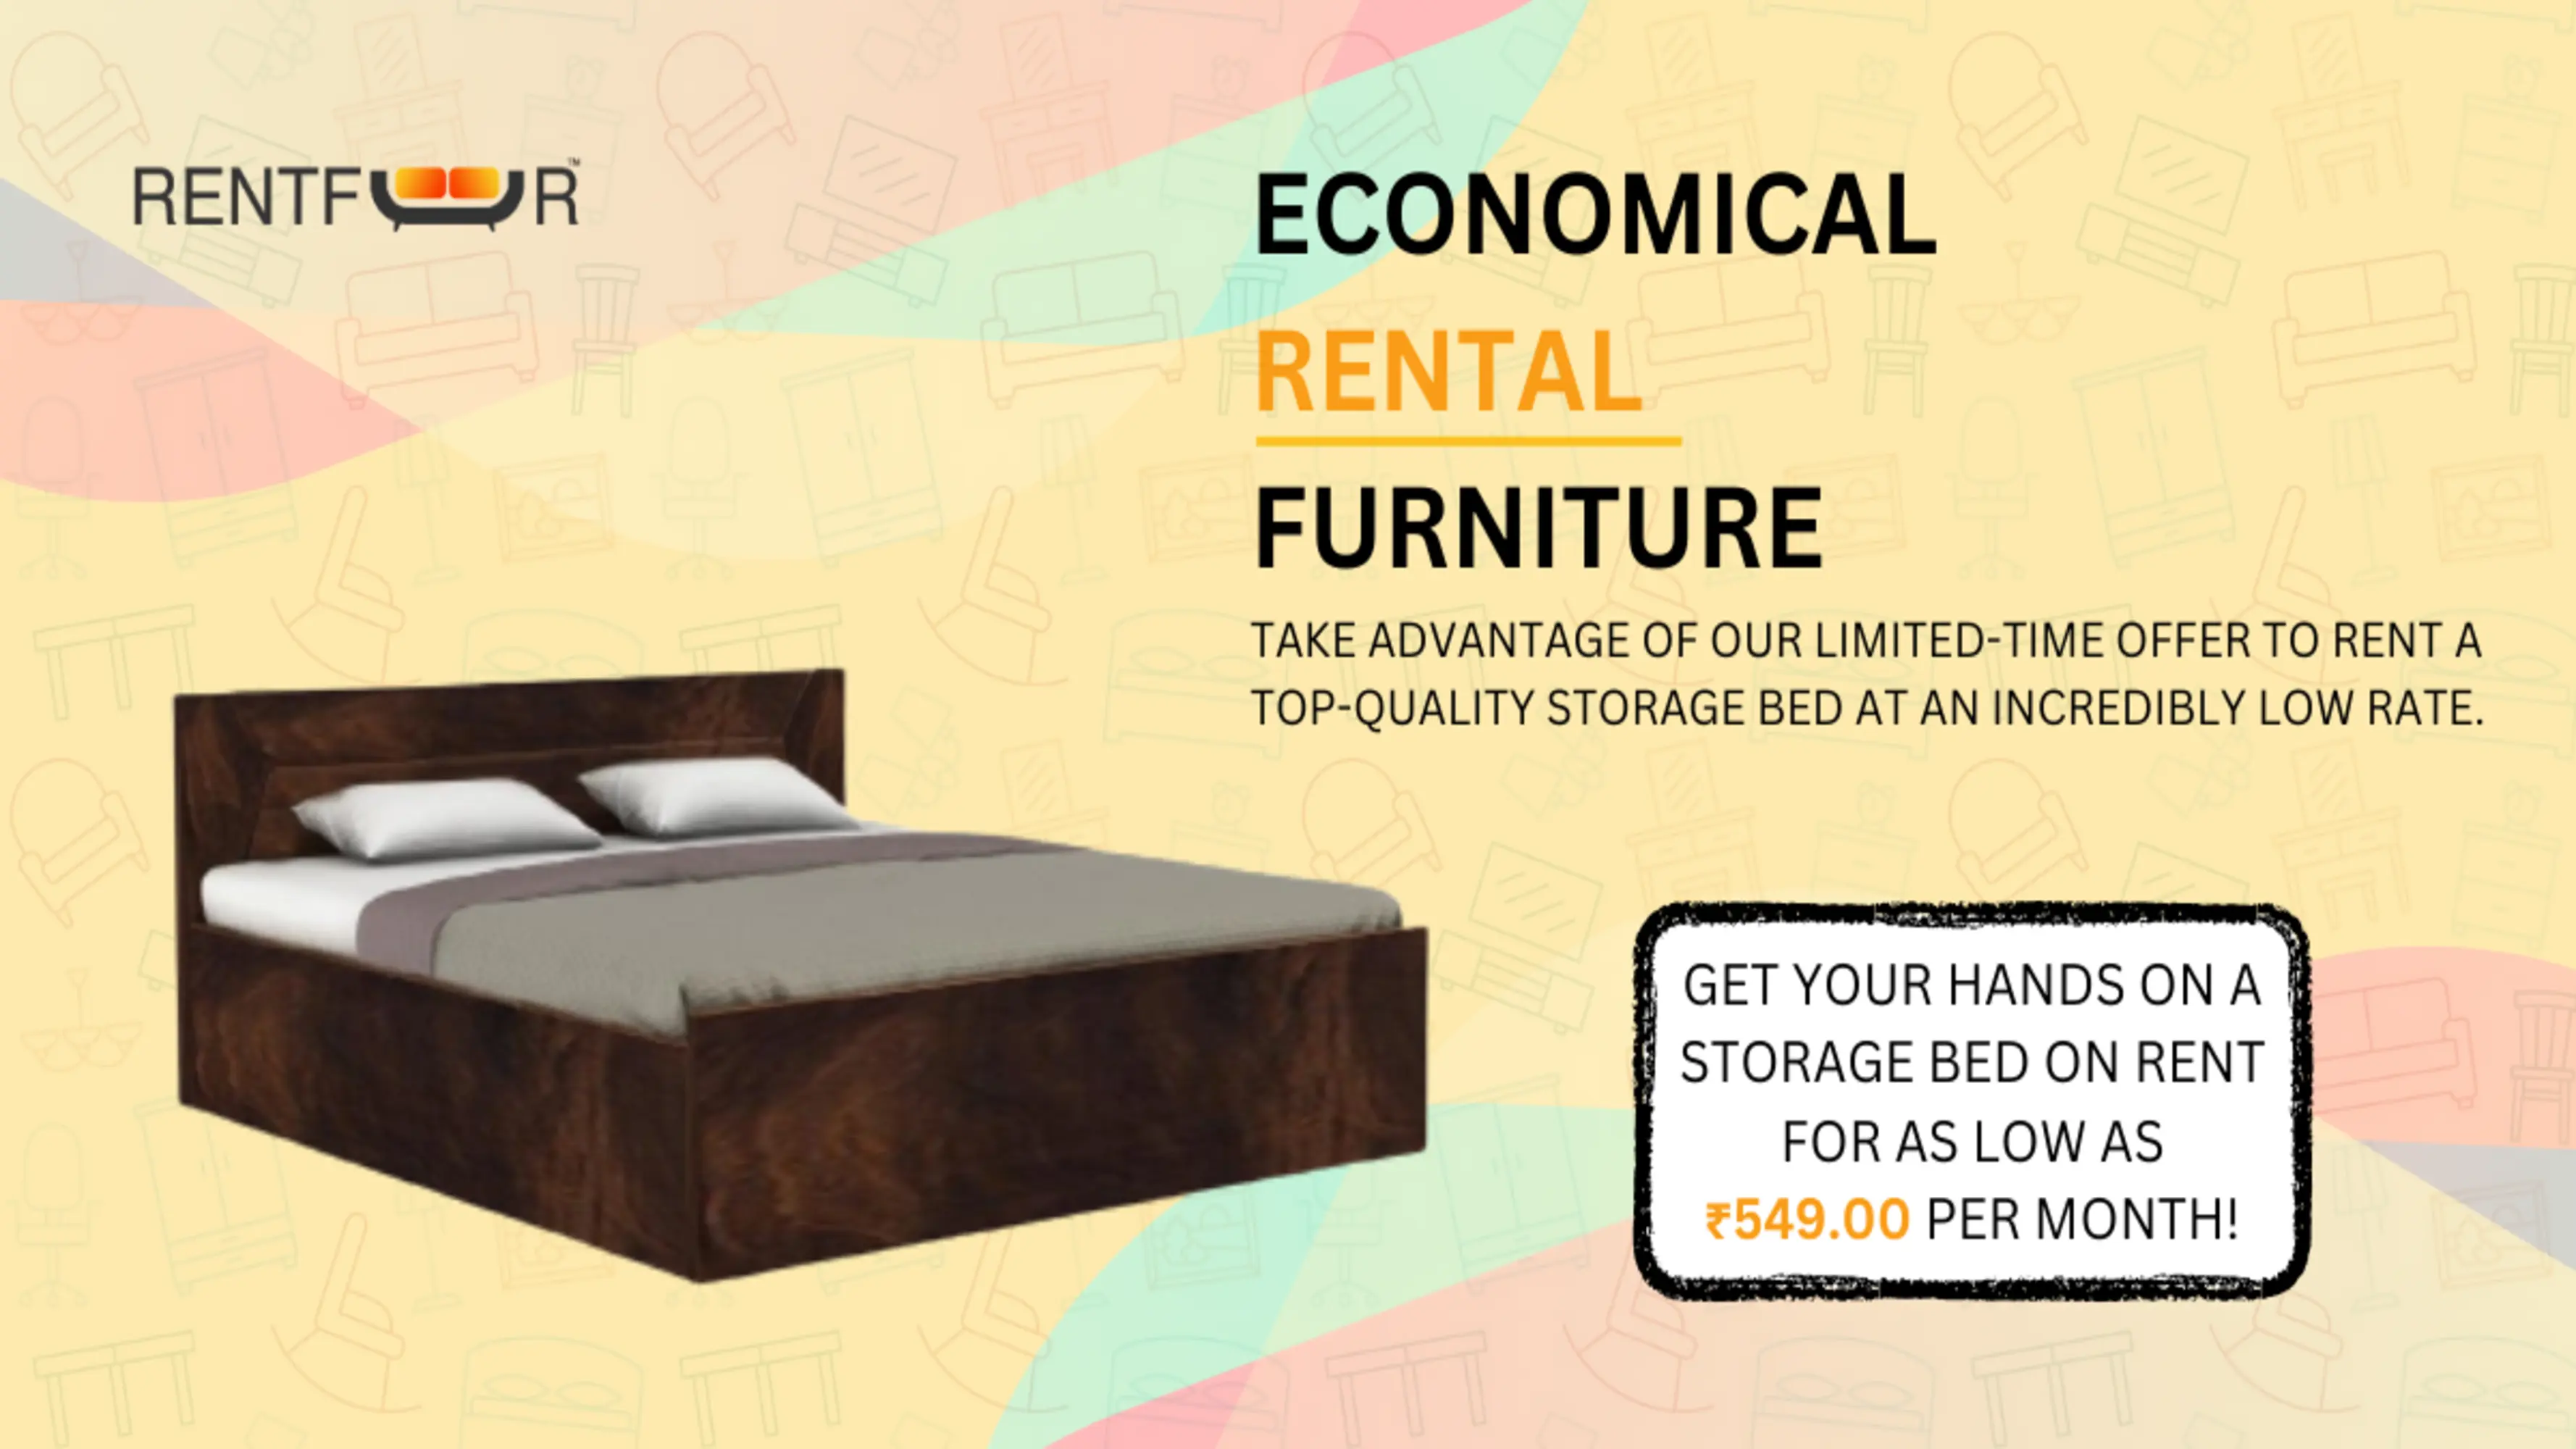 RENTFUR™
ECONOMICAL
RENTAL
FURNITURE
TAKE ADVANTAGE OF OUR LIMITED-TIME OFFER TO RENT A
TOP-QUALITY STORAGE BED AT AN INCREDIBLY LOW RATE.
GET YOUR HANDS ON A
STORAGE BED ON RENT
FOR AS LOW AS
₹549.00 PER MONTH!